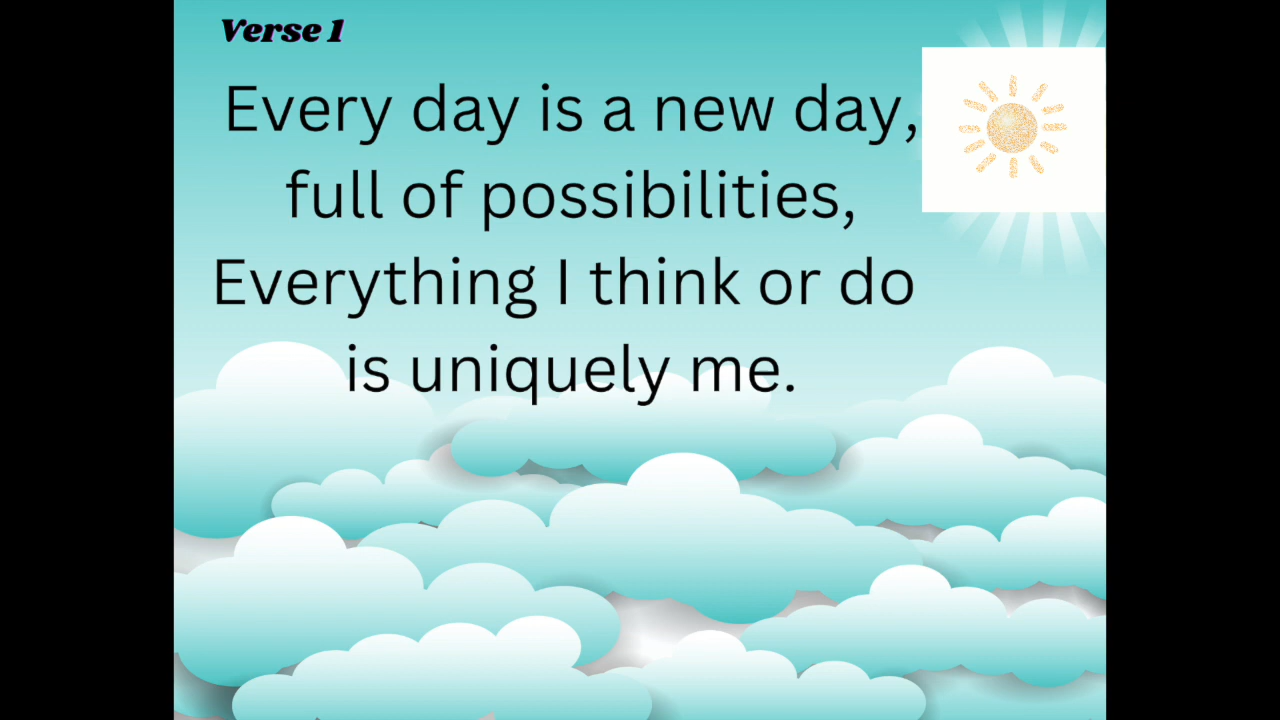 Verse 1
Every day is a new day,
full of possibilities,
Everything I think or do
is uniquely me.